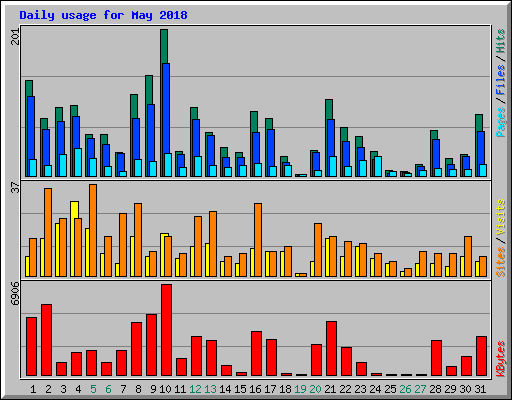 Daily usage for May 2018
201
Pages / Files / Hits
37
Sites / Visits
6906
KBytes
1 2 3 4 5 6 7 8 9 10 11 12 13 14 15 16 17 18 19 20 21 22 23 24 25 26 27 28 29 30 31